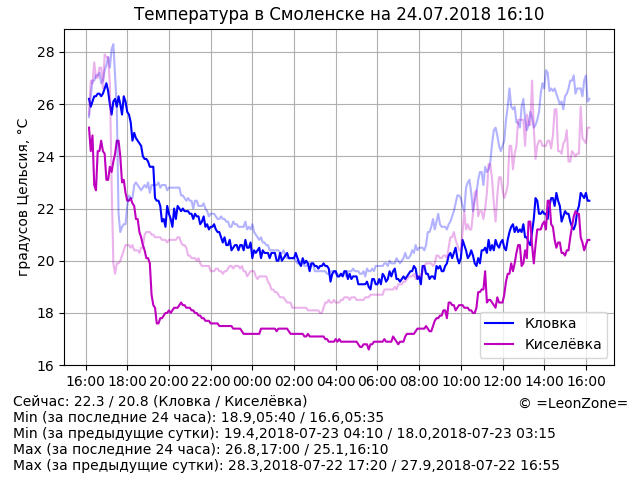 Температура в Смоленске на 24.07.2018 16:10
градусов Цельсия, °C
28
26
24
22
20
18
16
16:00 18:00 20:00 22:00 00:00 02:00 04:00 06:00 08:00 10:00 12:00 14:00 16:00
Кловка
Киселёвка
Сейчас: 22.3 / 20.8 (Кловка / Киселёвка)
© =LeonZone=
Min (за последние 24 часа): 18.9,05:40 / 16.6,05:35
Min (за предыдущие сутки): 19.4,2018-07-23 04:10 / 18.0,2018-07-23 03:15
Max (за последние 24 часа): 26.8,17:00 / 25.1,16:10
Max (за предыдущие сутки): 28.3,2018-07-22 17:20 / 27.9,2018-07-22 16:55